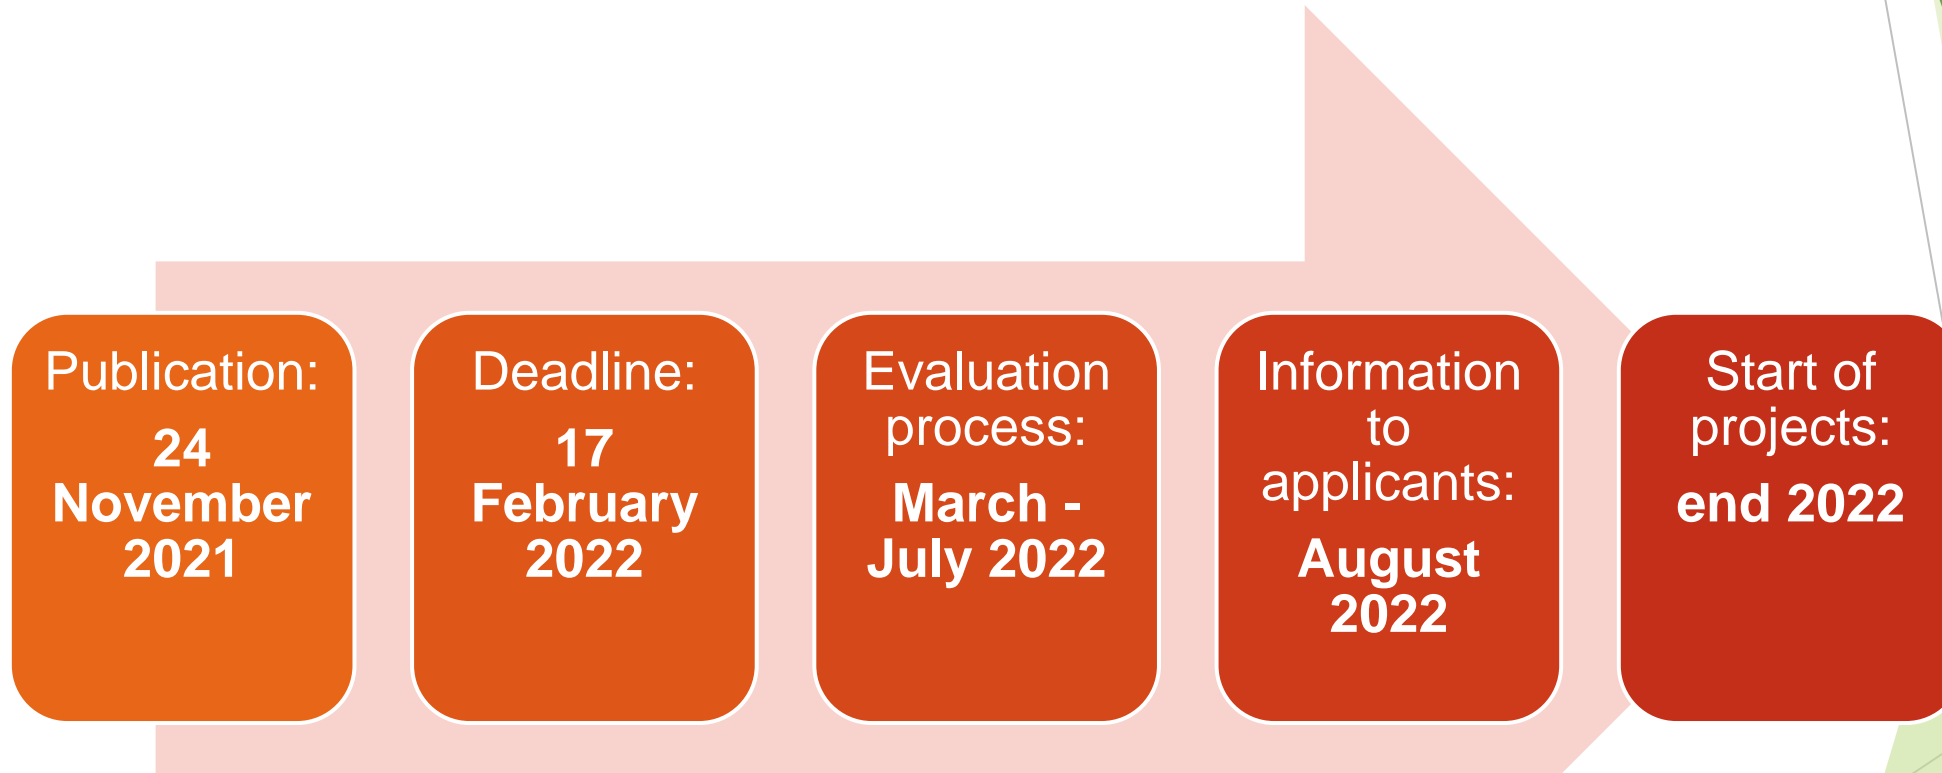 Publication:
24
November
2021
Deadline:
17
February
2022
Evaluation
process:
March -
July 2022
Information
to
applicants:
August
2022
Start of
projects:
end 2022